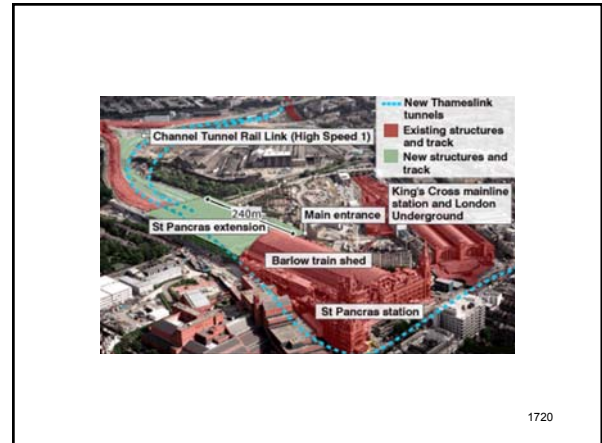 New Thameslink
tunnels
Existing structures
and track
New structures and
track
Channel Tunnel Rail Link (High Speed 1)
King's Cross mainline
station and London
Underground
240m
Main entrance
St Pancras extension
Barlow train shed
St Pancras station
1720